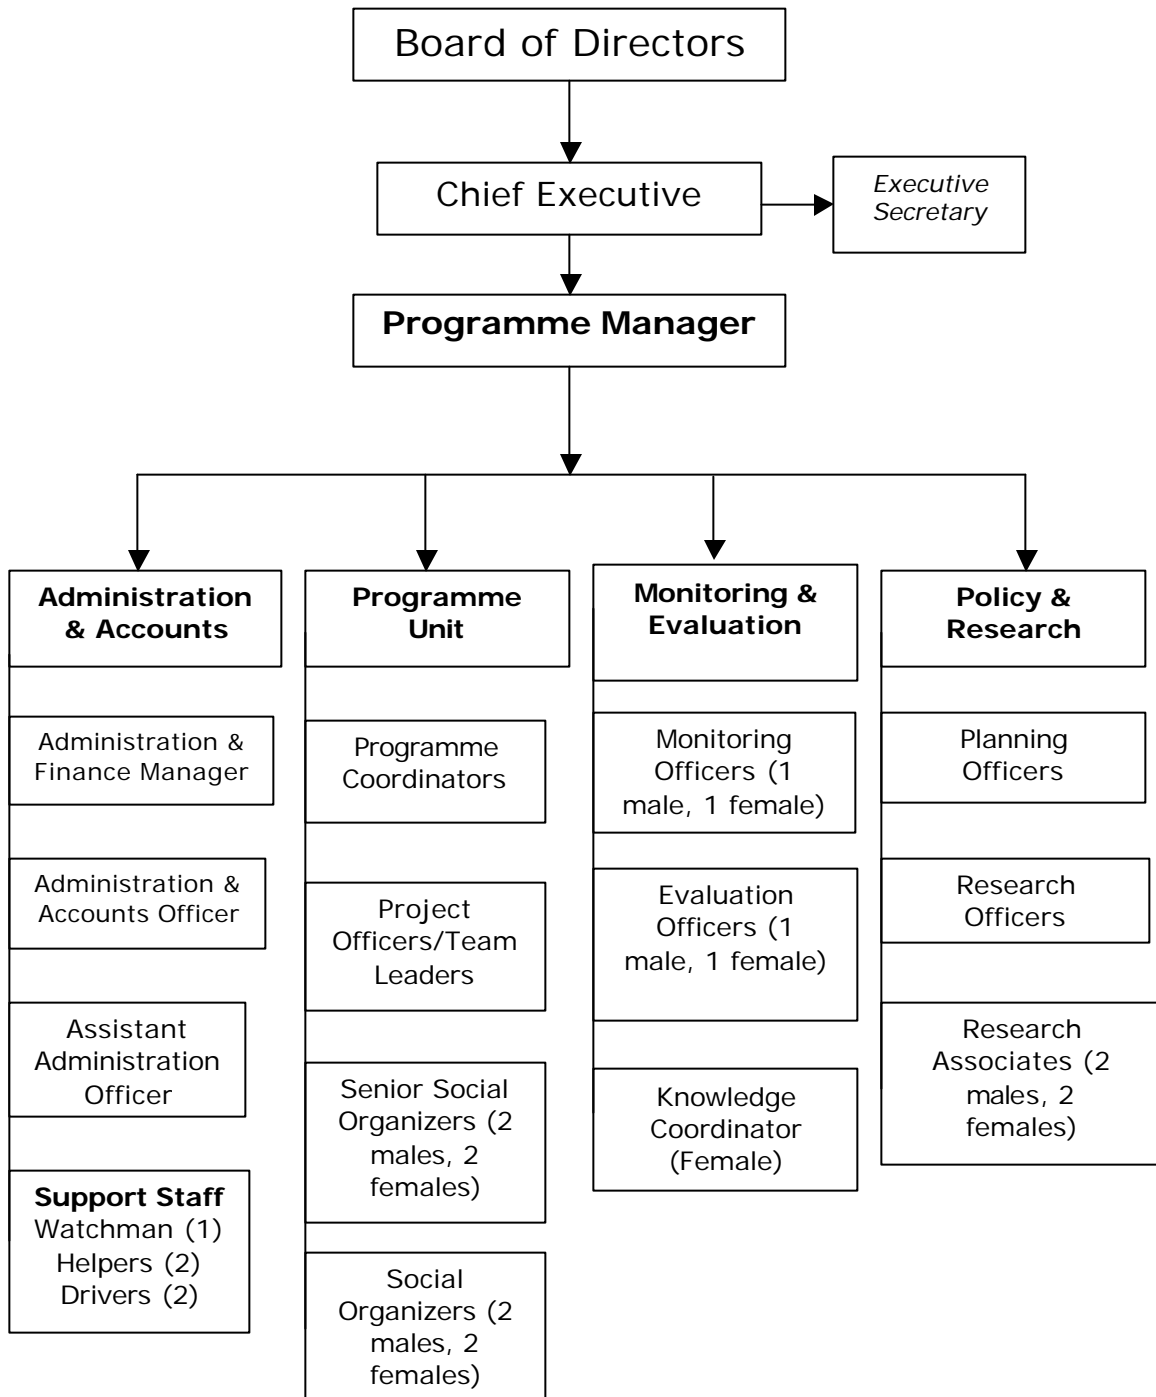 Board of Directors
Chief Executive
Executive
Secretary
Programme Manager
Administration
& Accounts
Administration &
Finance Manager
Administration &
Accounts Officer
Assistant
Administration
Officer
Support Staff
Watchman (1)
Helpers (2)
Drivers (2)
Programme
Unit
Programme
Coordinators
Project
Officers/Team
Leaders
Senior Social
Organizers (2
males, 2
females)
Social
Organizers (2
males, 2
females)
Monitoring &
Evaluation
Monitoring
Officers (1
male, 1 female)
Evaluation
Officers (1
male, 1 female)
Knowledge
Coordinator
(Female)
Policy &
Research
Planning
Officers
Research
Officers
Research
Associates (2
males, 2
females)